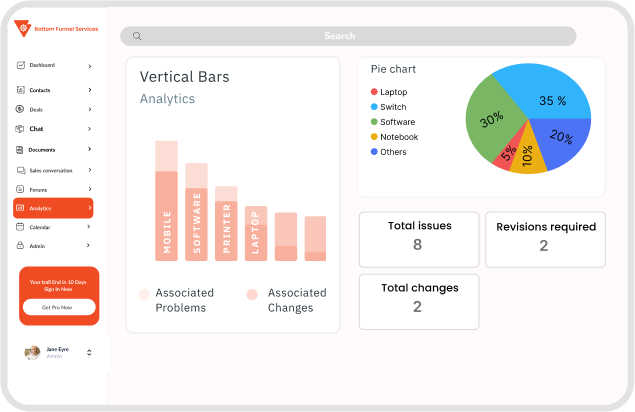 Bottom Funnel Services
Dashboard
Contacts
Deals
Chat
Documents
Sales conversation
Forums
Analytics
Calendar
Admin
Your trail End in 10 Days
Sign in Now
Get Pro Now
Jane Eyre
Admin
Search
Vertical Bars
Analytics
MOBILE
SOFTWARE
PRINTER
LAPTOP
Associated
Problems
Associated
Changes
Pie chart
Laptop
Switch
Software
Notebook
Others
35 %
30%
20%
5%
10%
Total issues
8
Revisions required
2
Total changes
2